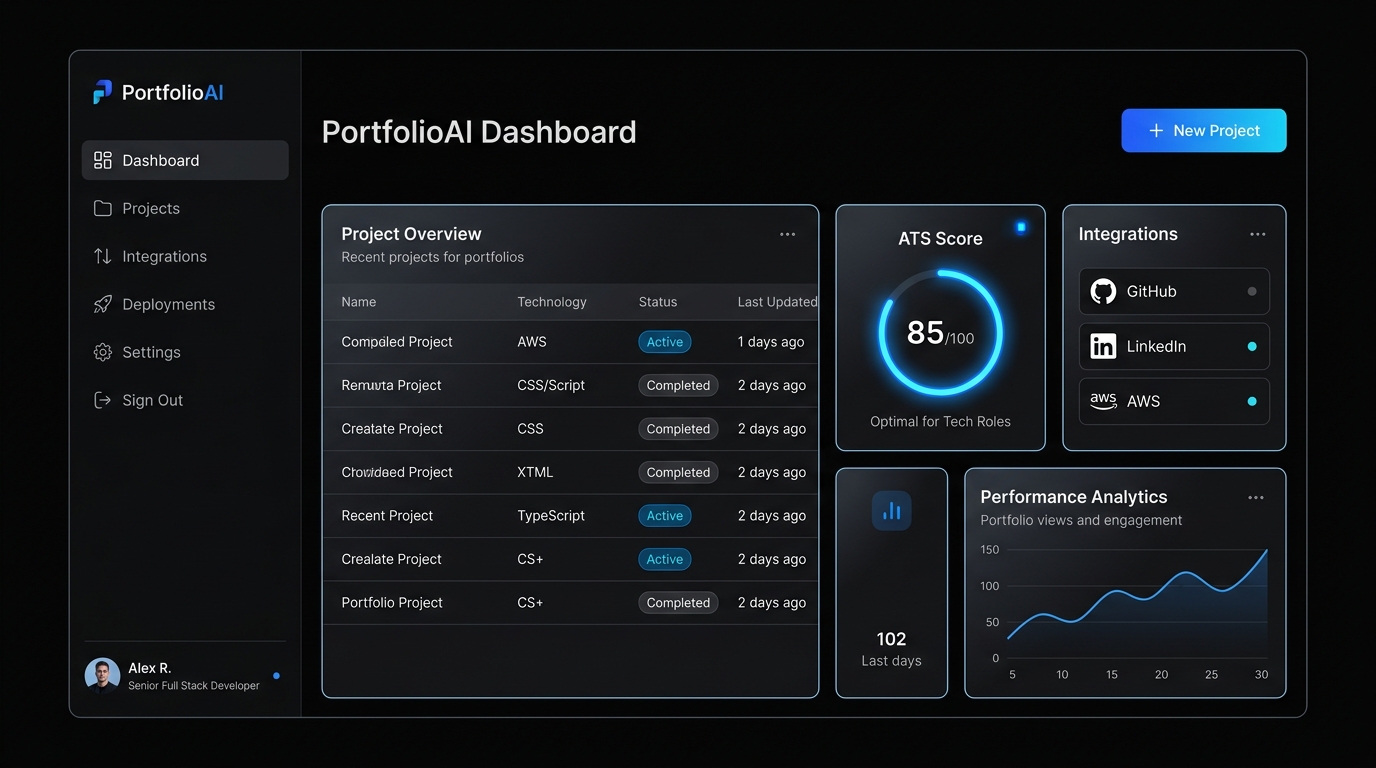 PortfolioAI
Dashboard
Projects
Integrations
Deployments
Settings
Sign Out
Alex R.
Senior Full Stack Developer
PortfolioAI Dashboard
+ New Project
Project Overview
Recent projects for portfolios
Name Technology Status Last Updated
Project AWS Active 1 days ago
Project CSS/Script Completed 2 days ago
Creatate Project CSS Completed 2 days ago
Project XTML Completed 2 days ago
Recent Project TypeScript Active 2 days ago
Crealate Project CS+ Active 2 days ago
Portfolio Project CS+ Completed 2 days ago
ATS Score
85/100
Optimal for Tech Roles
Integrations
GitHub
in LinkedIn
aws AWS
102
Last days
Performance Analytics
Portfolio views and engagement
150
100
50
0
5 10 15 20 25 30